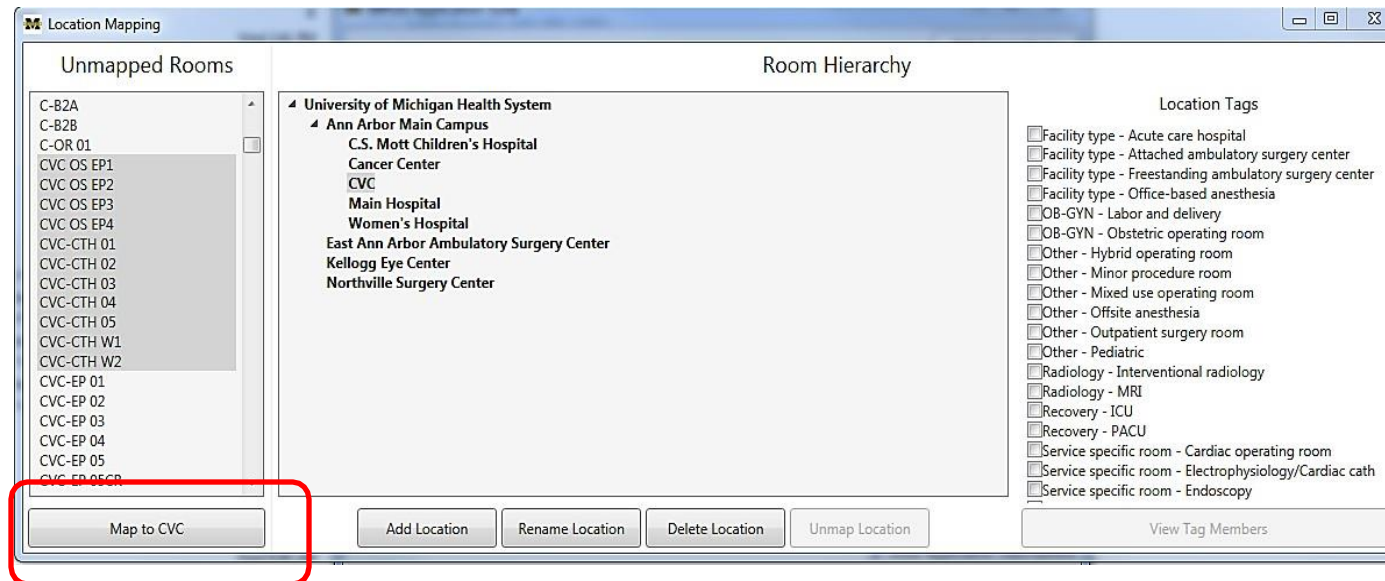 Location Mapping
Unmapped Rooms
C-B2A
C-B2B
C-OR 01
CVC OS EP1
CVC OS EP2
CVC OS EP3
CVC OS EP4
CVC-CTH 01
CVC-CTH 02
CVC-CTH 03
CVC-CTH 04
CVC-CTH 05
CVC-CTH W1
CVC-CTH W2
CVC-EP 01
CVC-EP 02
CVC-EP 03
CVC-EP 04
CVC-EP 05
CVC-EP 05CR
Map to CVC
Room Hierarchy
University of Michigan Health System
Ann Arbor Main Campus
C.S. Mott Children's Hospital
Cancer Center
CVC
Main Hospital
Women's Hospital
East Ann Arbor Ambulatory Surgery Center
Kellogg Eye Center
Northville Surgery Center
Add Location
Rename Location
Delete Location
Unmap Location
Location Tags
Facility type - Acute care hospital
Facility type - Attached ambulatory surgery center
Facility type - Freestanding ambulatory surgery center
Facility type - Office-based anesthesia
OB-GYN - Labor and delivery
OB-GYN - Obstetric operating room
Other - Hybrid operating room
Other - Minor procedure room
Other - Mixed use operating room
Other - Offsite anesthesia
Other - Outpatient surgery room
Other - Pediatric
Radiology - Interventional radiology
Radiology - MRI
Recovery - ICU
Recovery - PACU
Service specific room - Cardiac operating room
Service specific room - Electrophysiology/Cardiac cath
Service specific room - Endoscopy
View Tag Members